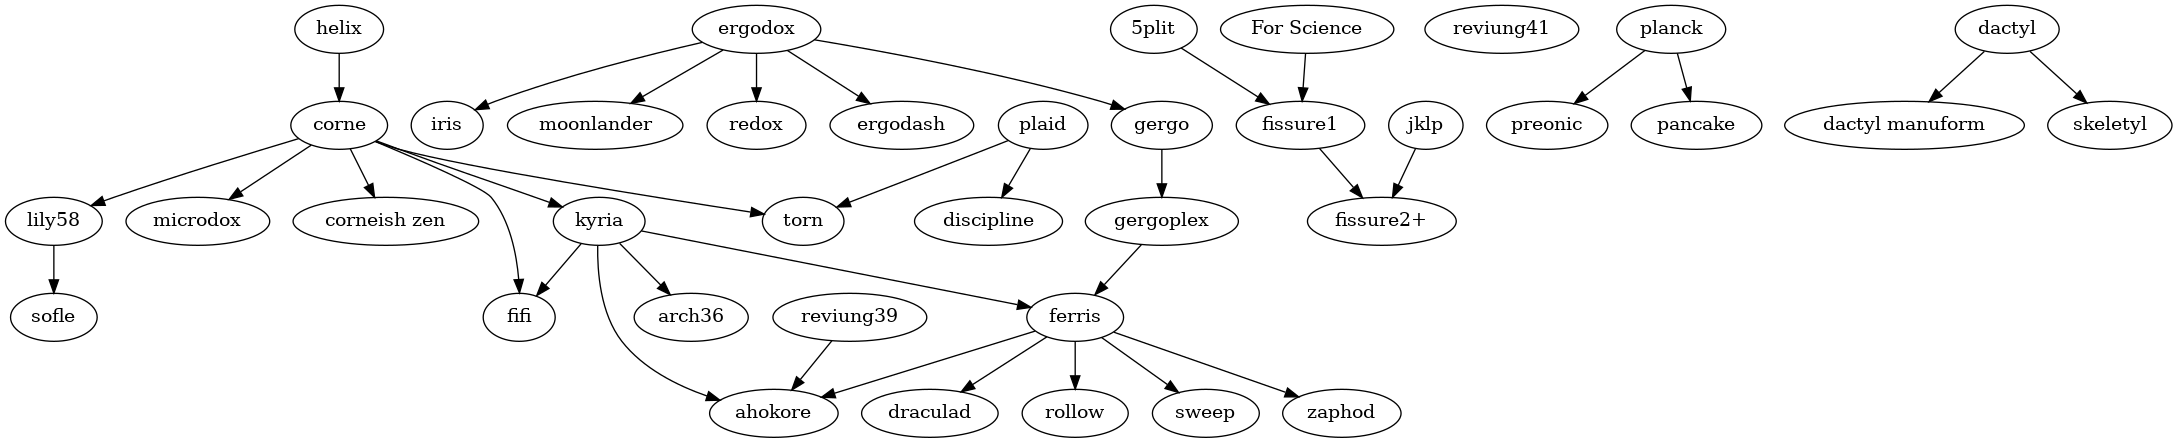 helix
ergodox
5plit
For Science
reviung41
planck
dactyl
corne
iris
moonlander
redox
ergodash
plaid
gergo
fissure1
jklp
preonic
pancake
dactyl manuform
skeletyl
lily58
microdox
corneish zen
kyria
torn
discipline
gergoplex
fissure2+
sofle
fifi
arch36
reviung39
ferris
ahokore
draculad
rollow
sweep
zaphod